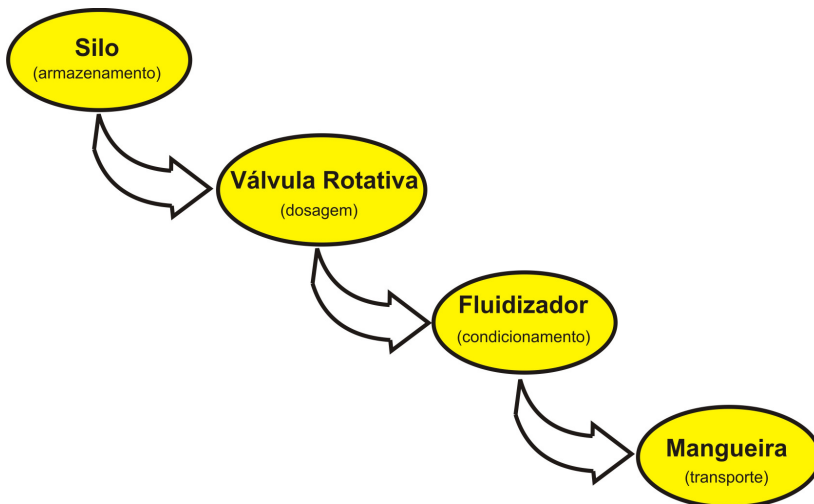 Silo
(armazenamento)
Válvula Rotativa
(dosagem)
Fluidizador
(condicionamento)
Mangueira
(transporte)